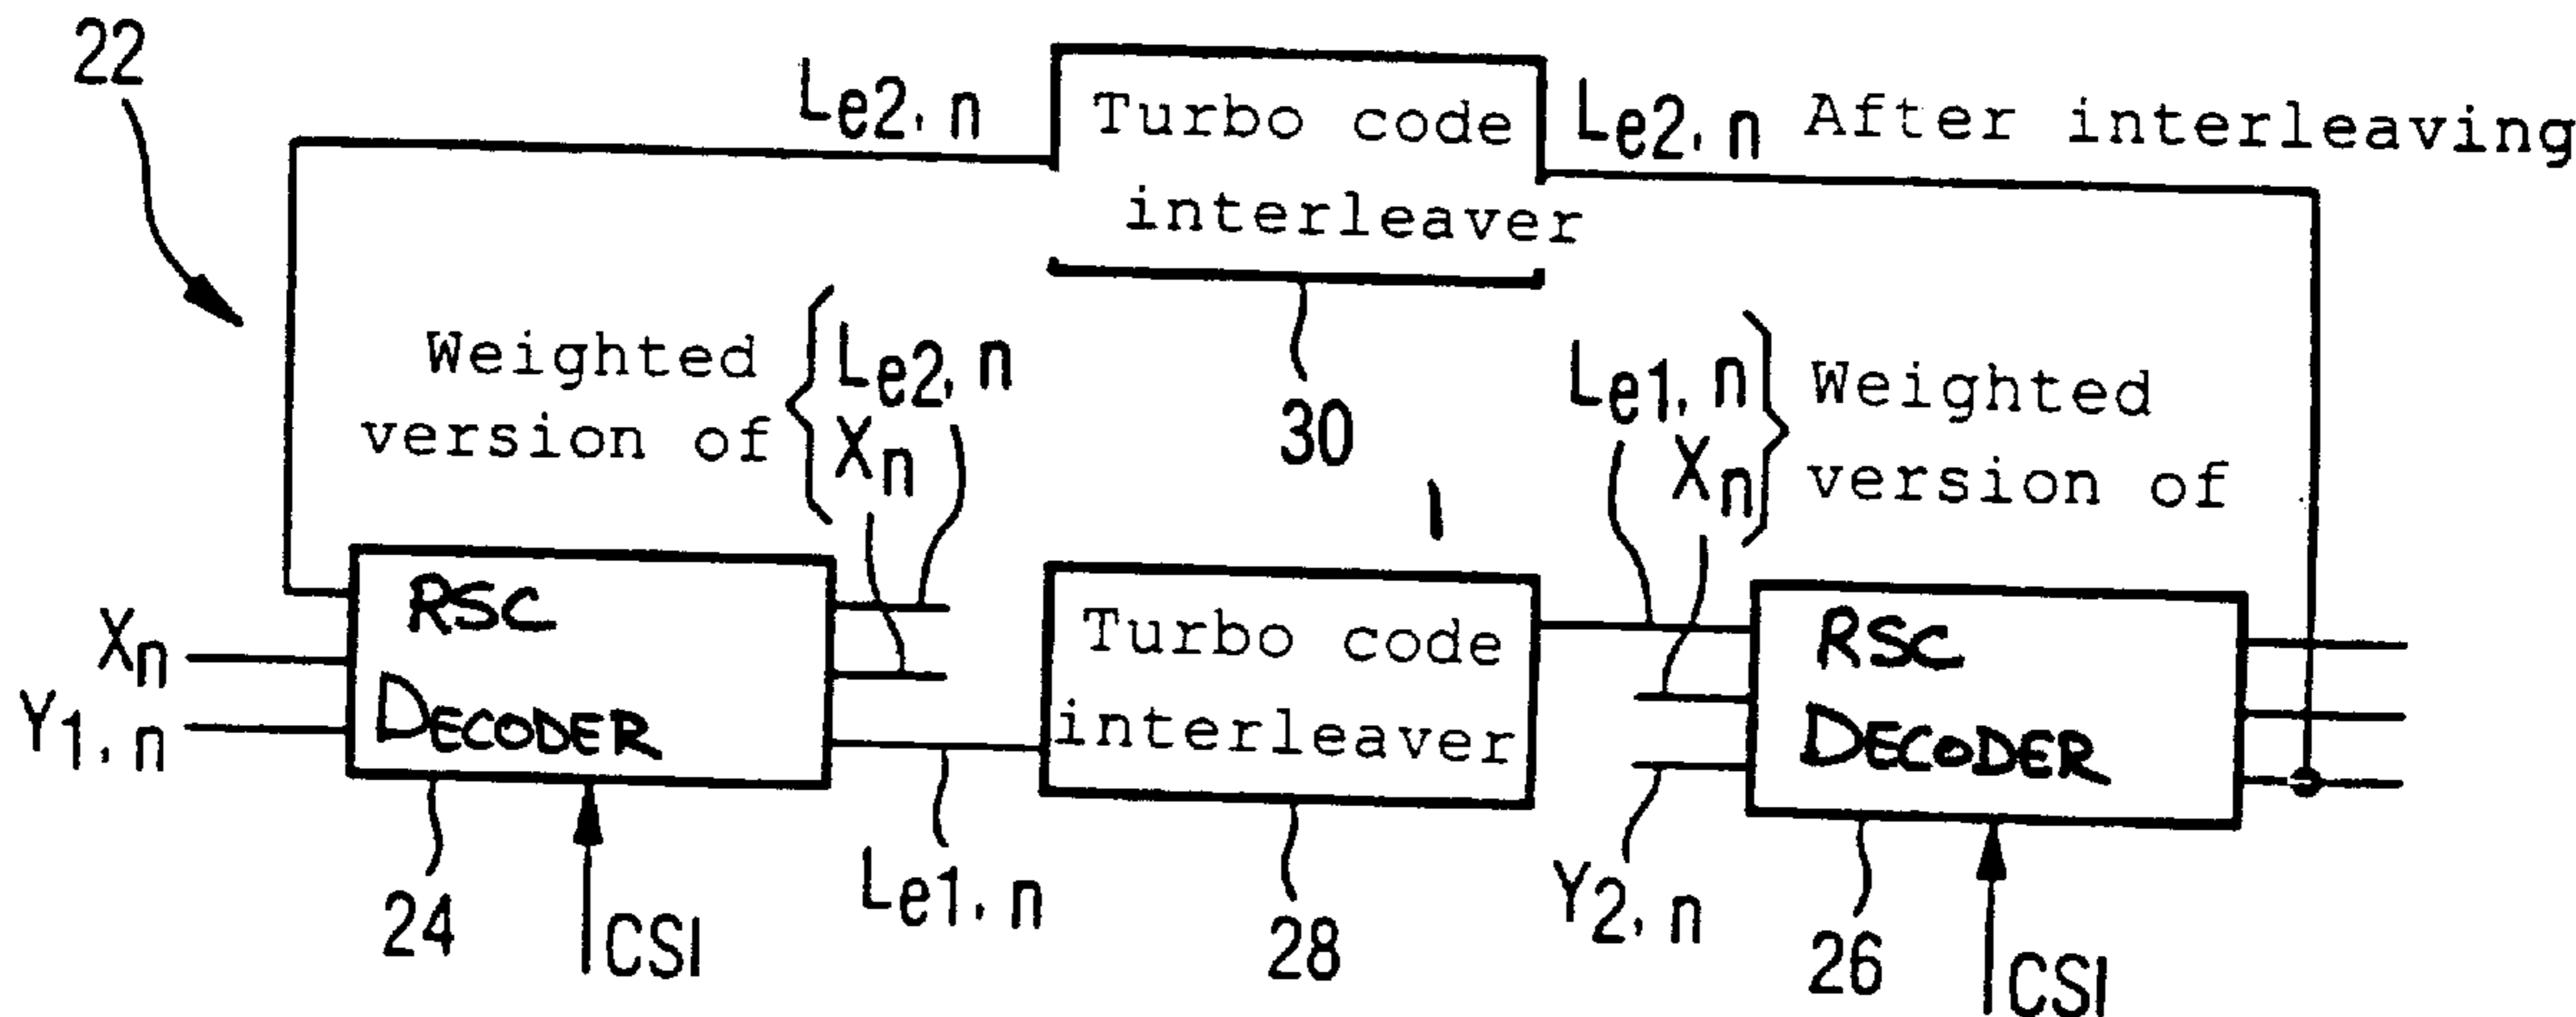 22
Le2, n
Turbo code
interleaver
Le2, n After interleaving
30
Weighted
version of
Le2, n
Xn
Le1, n
Xn
Weighted
version of
Xn
Y1, n
RSC
DECODER
24
CSI
Le1, n
Turbo code
interleaver
28
Y2, n
RSC
DECODER
26
CSI